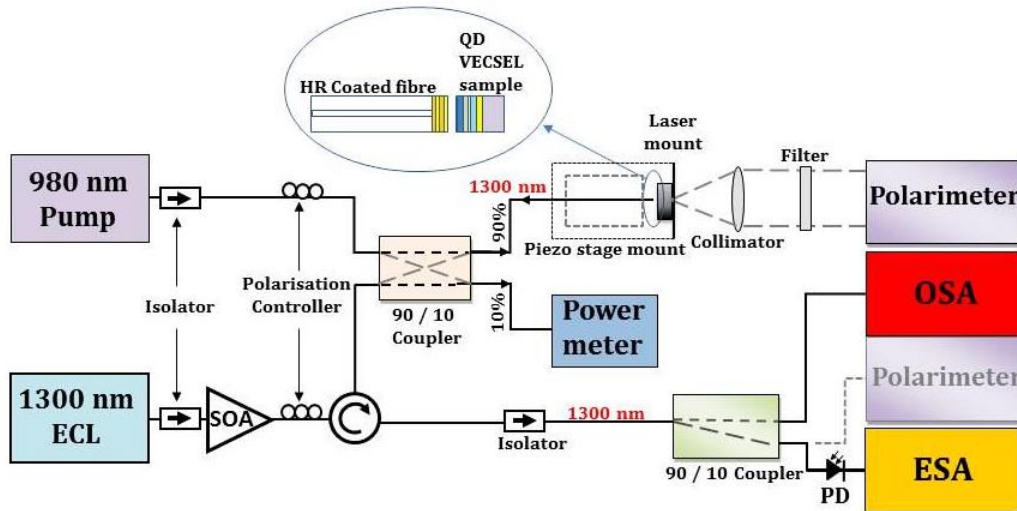 QD
VECSEL
sample
HR Coated fibre
Laser
mount
Filter
980 nm
Pump
1300 nm
90%
Piezo stage mount
Collimator
Polarimeter
Isolator
Polarisation
Controller
90 / 10
Coupler
10%
Power
meter
OSA
Polarimeter
1300 nm
ECL
SOA
Isolator
1300 nm
90 / 10 Coupler
PD
ESA